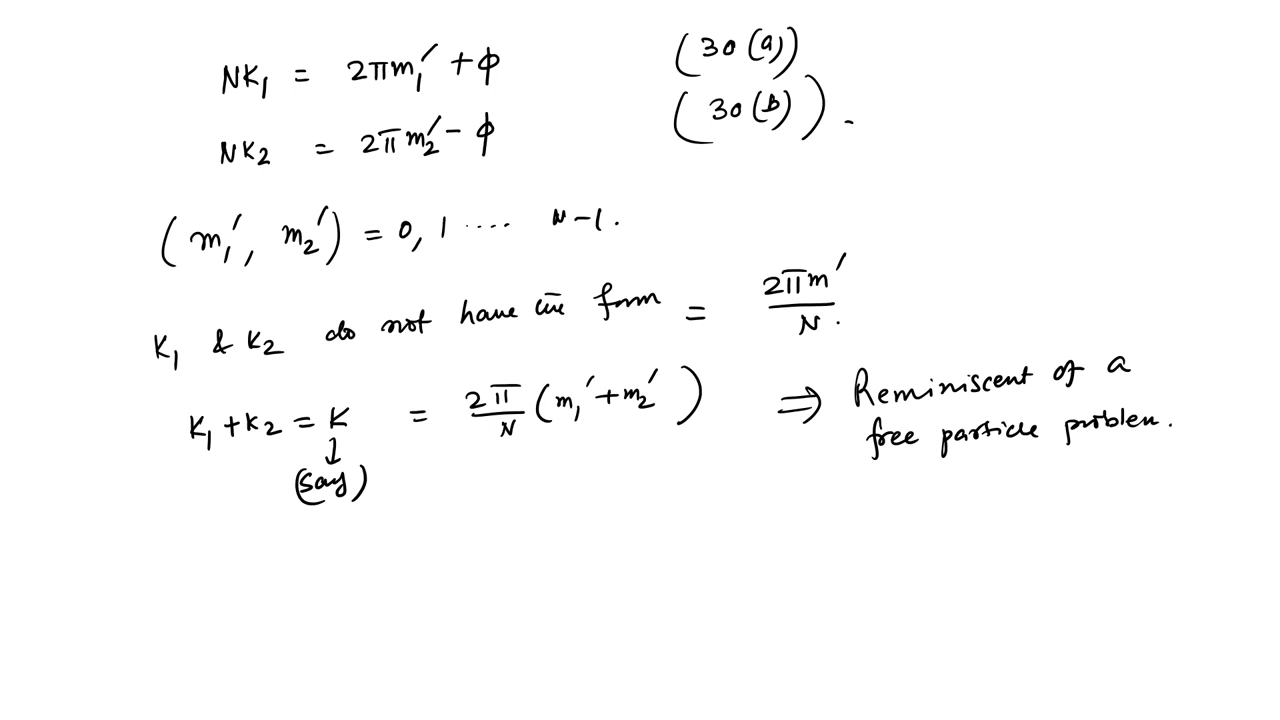 NK₁ = 2πm₁′ + ϕ (30(a))
NK₂ = 2πm₂′ − ϕ (30(b)).
(m₁′, m₂′) = 0, 1 .... N−1.
K₁ & K₂ do not have the form = 2πm′/N.
K₁ + K₂ = K = 2π/N (m₁′ + m₂′) ⇒ Reminiscent of a
free particle problem.
↓
(say)